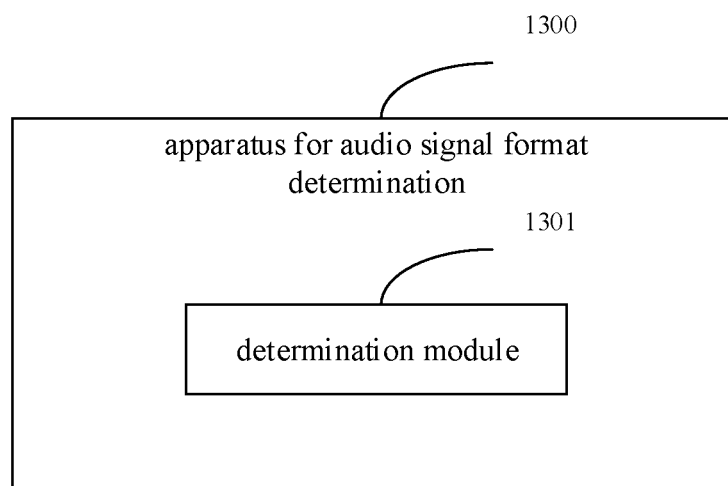 1300
apparatus for audio signal format
determination
1301
determination module